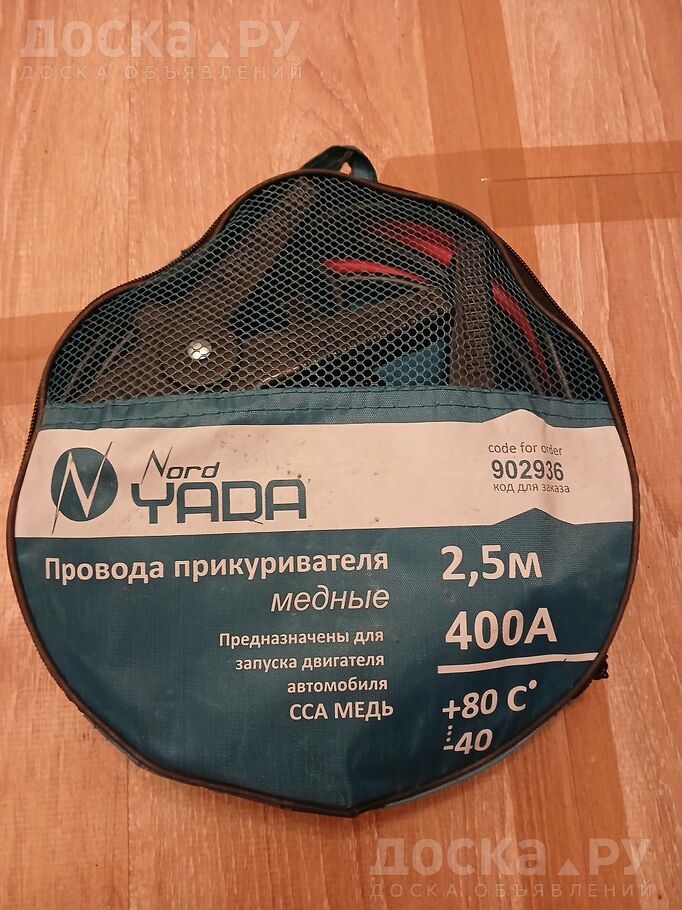 ДОСКА.РУ
ДОСКА ОБЪЯВЛЕНИЙ
code for order
902936
код для заказа
N Nord
YADA
Провода прикуривателя
медные
2,5м
400А
Предназначены для
запуска двигателя
автомобиля
ССА МЕДЬ
+80 С°
-40
ДОСКА.РУ
ДОСКА ОБЪЯВЛЕНИЙ